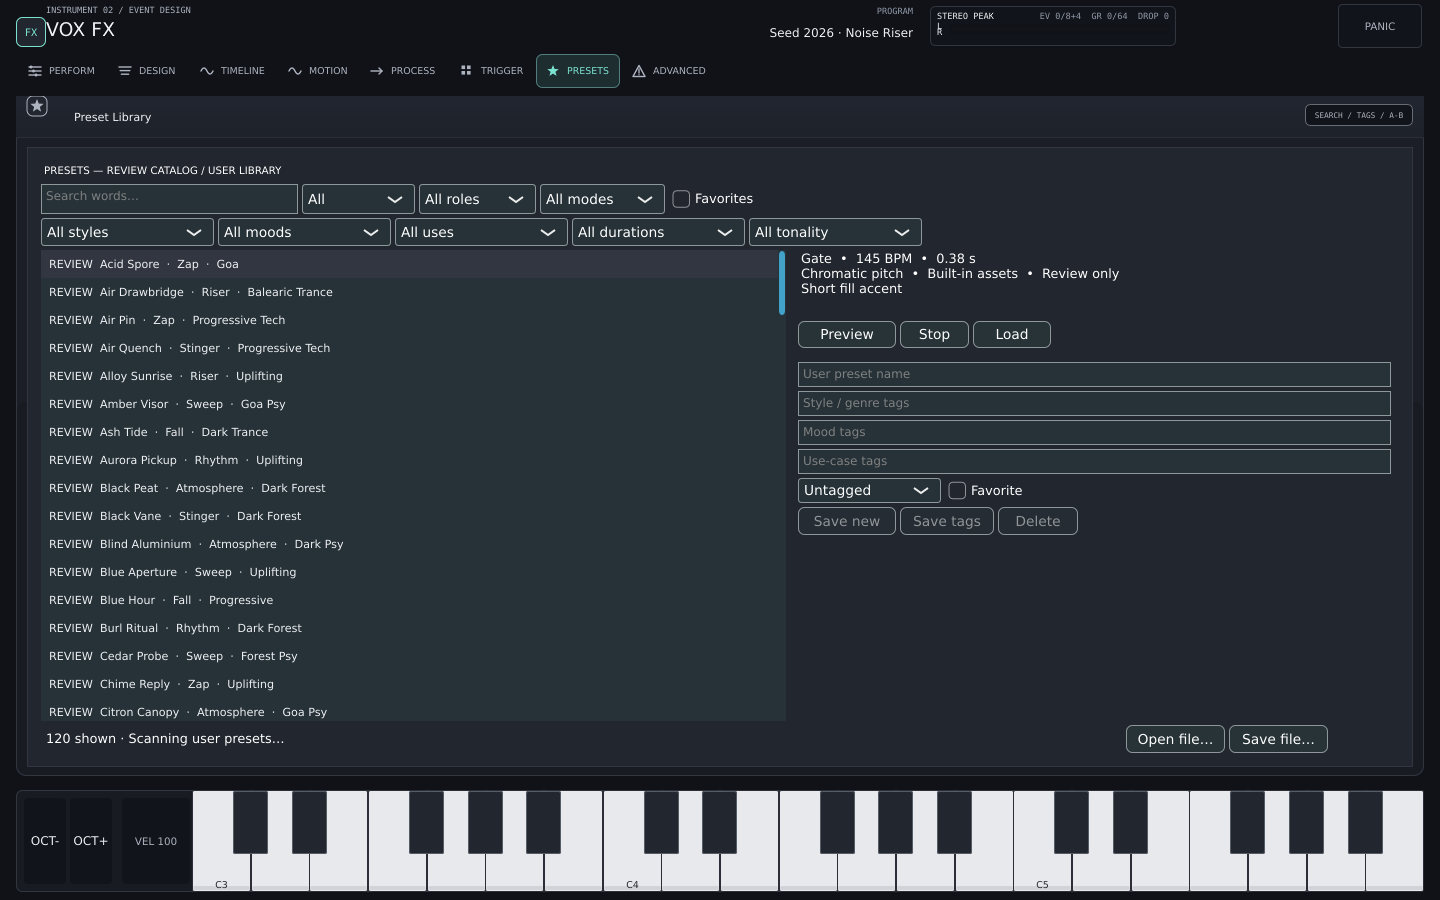 INSTRUMENT 02 / EVENT DESIGN
FX VOX FX
PROGRAM
Seed 2026 · Noise Riser
STEREO PEAK EV 0/8+4 GR 0/64 DROP 0
L
R
PANIC
PERFORM DESIGN TIMELINE MOTION PROCESS TRIGGER PRESETS ADVANCED
Preset Library
SEARCH / TAGS / A-B
PRESETS — REVIEW CATALOG / USER LIBRARY
Search words... All All roles All modes Favorites
All styles All moods All uses All durations All tonality
REVIEW Acid Spore · Zap · Goa
REVIEW Air Drawbridge · Riser · Balearic Trance
REVIEW Air Pin · Zap · Progressive Tech
REVIEW Air Quench · Stinger · Progressive Tech
REVIEW Alloy Sunrise · Riser · Uplifting
REVIEW Amber Visor · Sweep · Goa Psy
REVIEW Ash Tide · Fall · Dark Trance
REVIEW Aurora Pickup · Rhythm · Uplifting
REVIEW Black Peat · Atmosphere · Dark Forest
REVIEW Black Vane · Stinger · Dark Forest
REVIEW Blind Aluminium · Atmosphere · Dark Psy
REVIEW Blue Aperture · Sweep · Uplifting
REVIEW Blue Hour · Fall · Progressive
REVIEW Burl Ritual · Rhythm · Dark Forest
REVIEW Cedar Probe · Sweep · Forest Psy
REVIEW Chime Reply · Zap · Uplifting
REVIEW Citron Canopy · Atmosphere · Goa Psy
Gate • 145 BPM • 0.38 s
Chromatic pitch • Built-in assets • Review only
Short fill accent
Preview Stop Load
User preset name
Style / genre tags
Mood tags
Use-case tags
Untagged Favorite
Save new Save tags Delete
120 shown · Scanning user presets...
Open file... Save file...
OCT- OCT+ VEL 100
C3 C4 C5